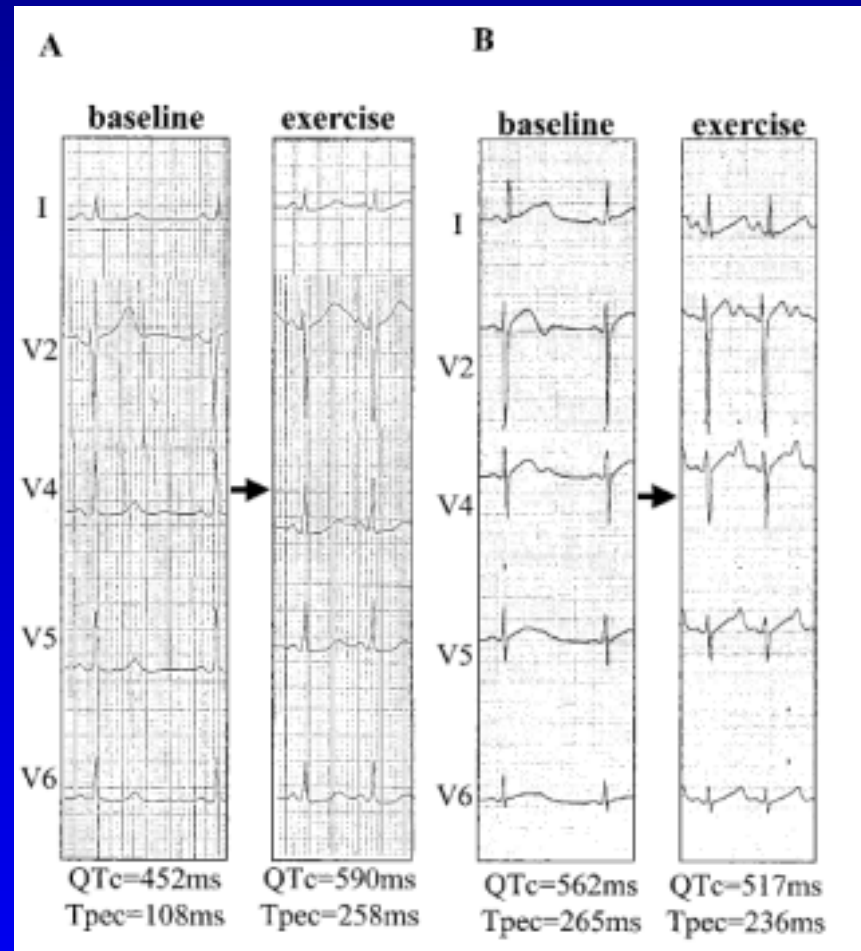 A
B
baseline
exercise
baseline
exercise
I
V2
V4
V5
V6
I
V2
V4
V5
V6
QTc=452ms
Tpec=108ms
QTc=590ms
Tpec=258ms
QTc=562ms
Tpec=265ms
QTc=517ms
Tpec=236ms